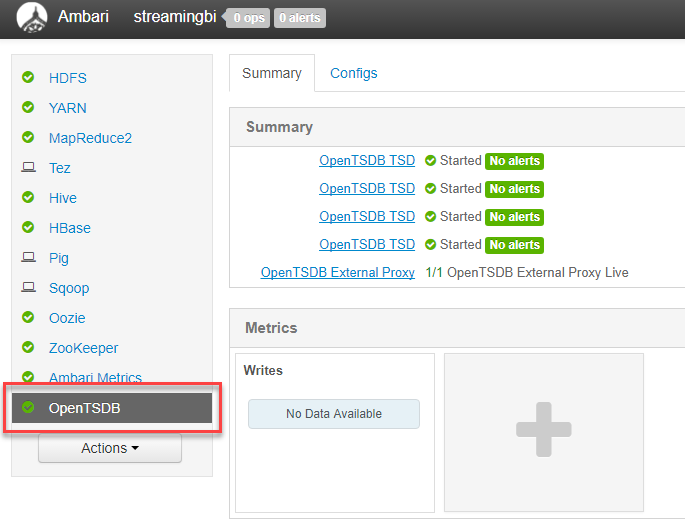 Ambari streamingbi 0 ops 0 alerts
HDFS
YARN
MapReduce2
Tez
Hive
HBase
Pig
Sqoop
Oozie
ZooKeeper
Ambari Metrics
OpenTSDB
Actions
Summary Configs
Summary
OpenTSDB TSD Started No alerts
OpenTSDB TSD Started No alerts
OpenTSDB TSD Started No alerts
OpenTSDB TSD Started No alerts
OpenTSDB External Proxy 1/1 OpenTSDB External Proxy Live
Metrics
Writes
No Data Available